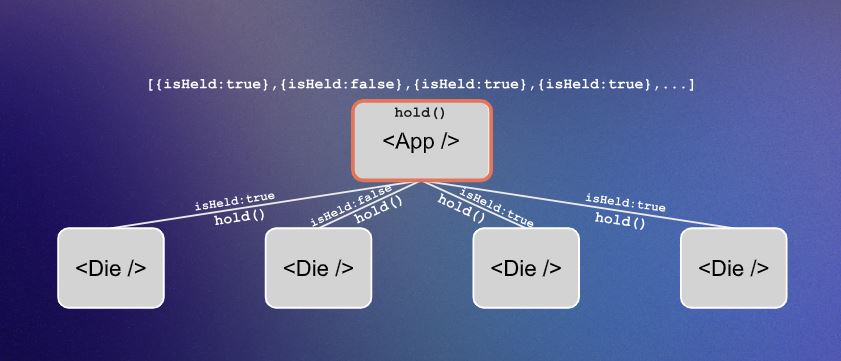 [{isHeld:true},{isHeld:false},{isHeld:true},{isHeld:true},...]
hold()
<App />
isHeld:true
hold()
isHeld:false
hold()
isHeld:true
hold()
isHeld:true
hold()
<Die />
<Die />
<Die />
<Die />